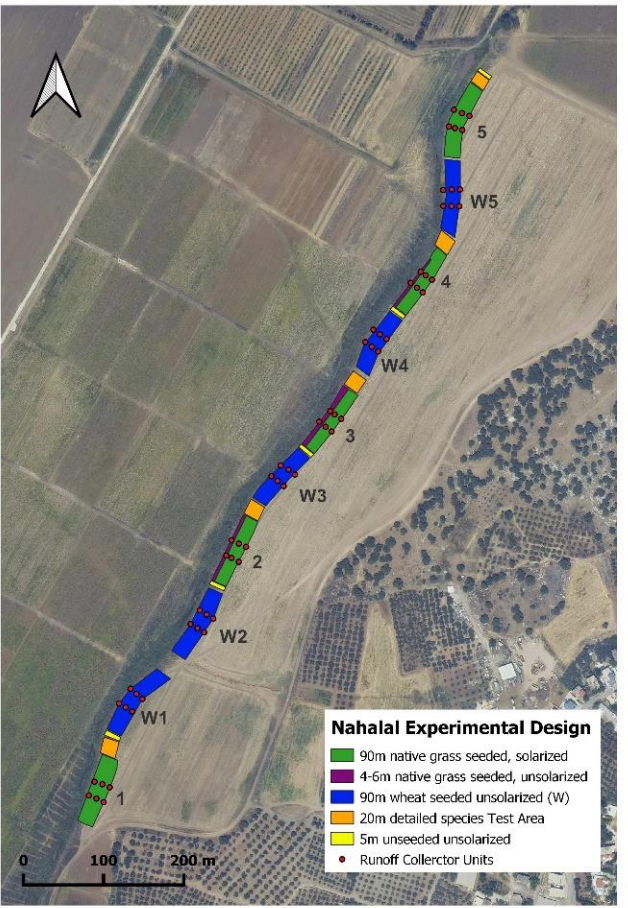 5
W5
4
W4
3
W3
2
W2
W1
1
Nahalal Experimental Design
90m native grass seeded, solarized
4-6m native grass seeded, unsolarized
90m wheat seeded unsolarized (W)
20m detailed species Test Area
5m unseeded unsolarized
Runoff Collerctor Units
0 100 200 m